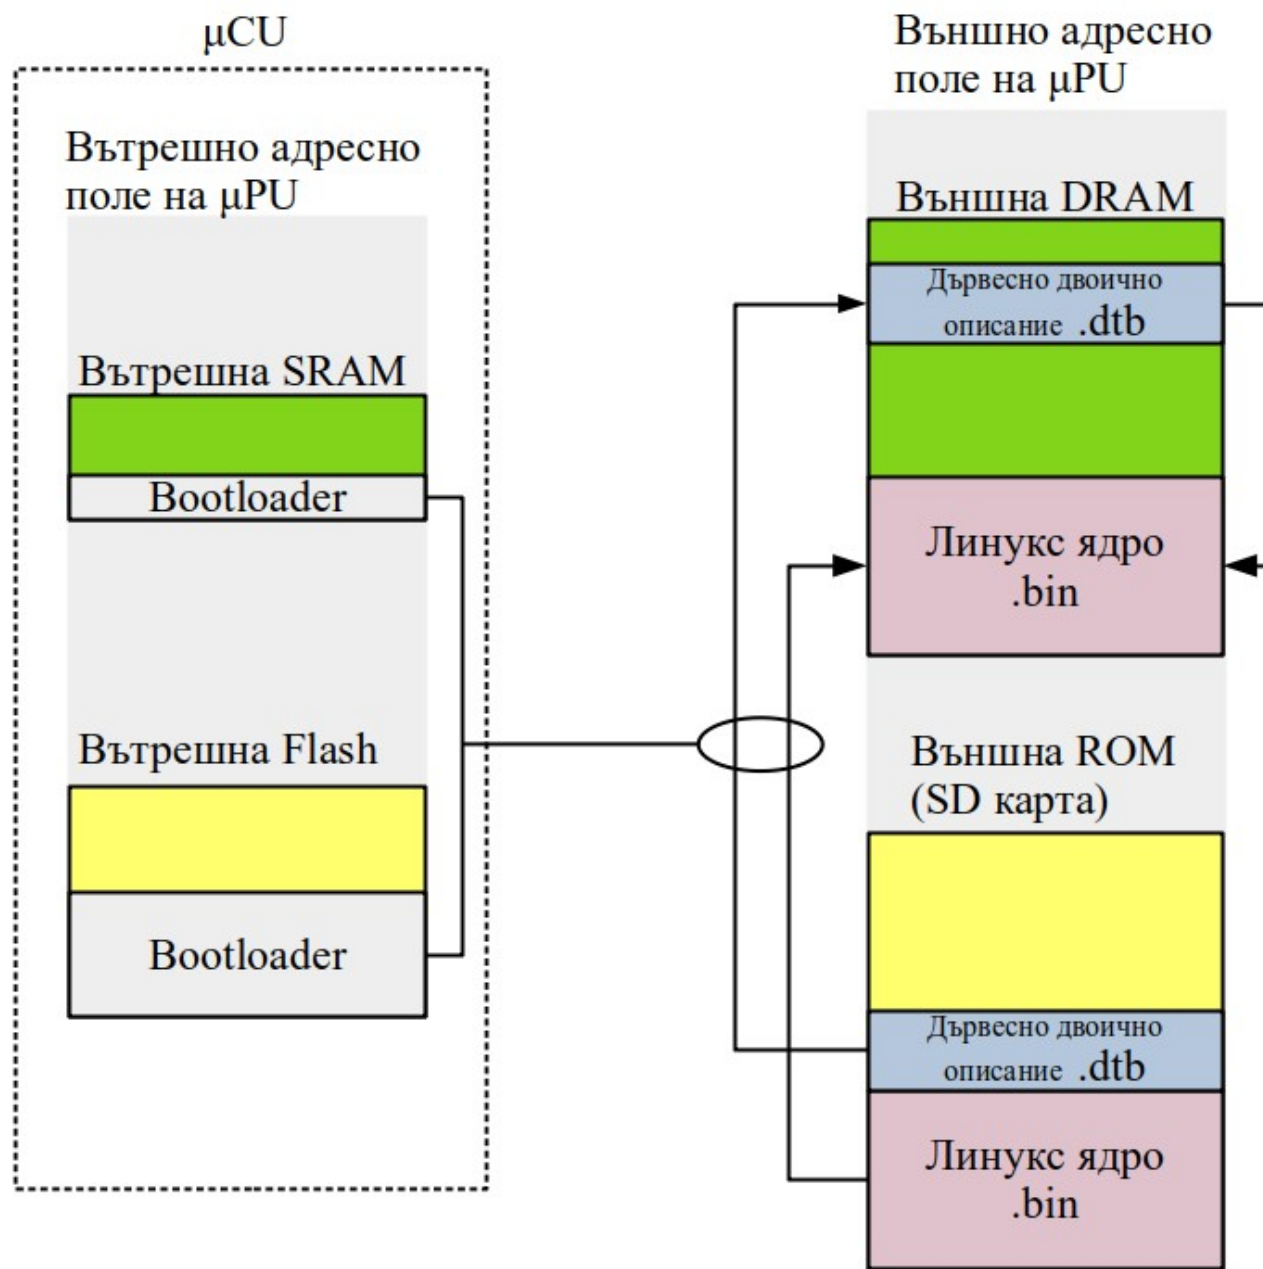 μCU
Вътрешно адресно
поле на μPU
Вътрешна SRAM
Bootloader
Вътрешна Flash
Bootloader
Външно адресно
поле на μPU
Външна DRAM
Дървесно двоично
описание .dtb
Линукс ядро
.bin
Външна ROM
(SD карта)
Дървесно двоично
описание .dtb
Линукс ядро
.bin